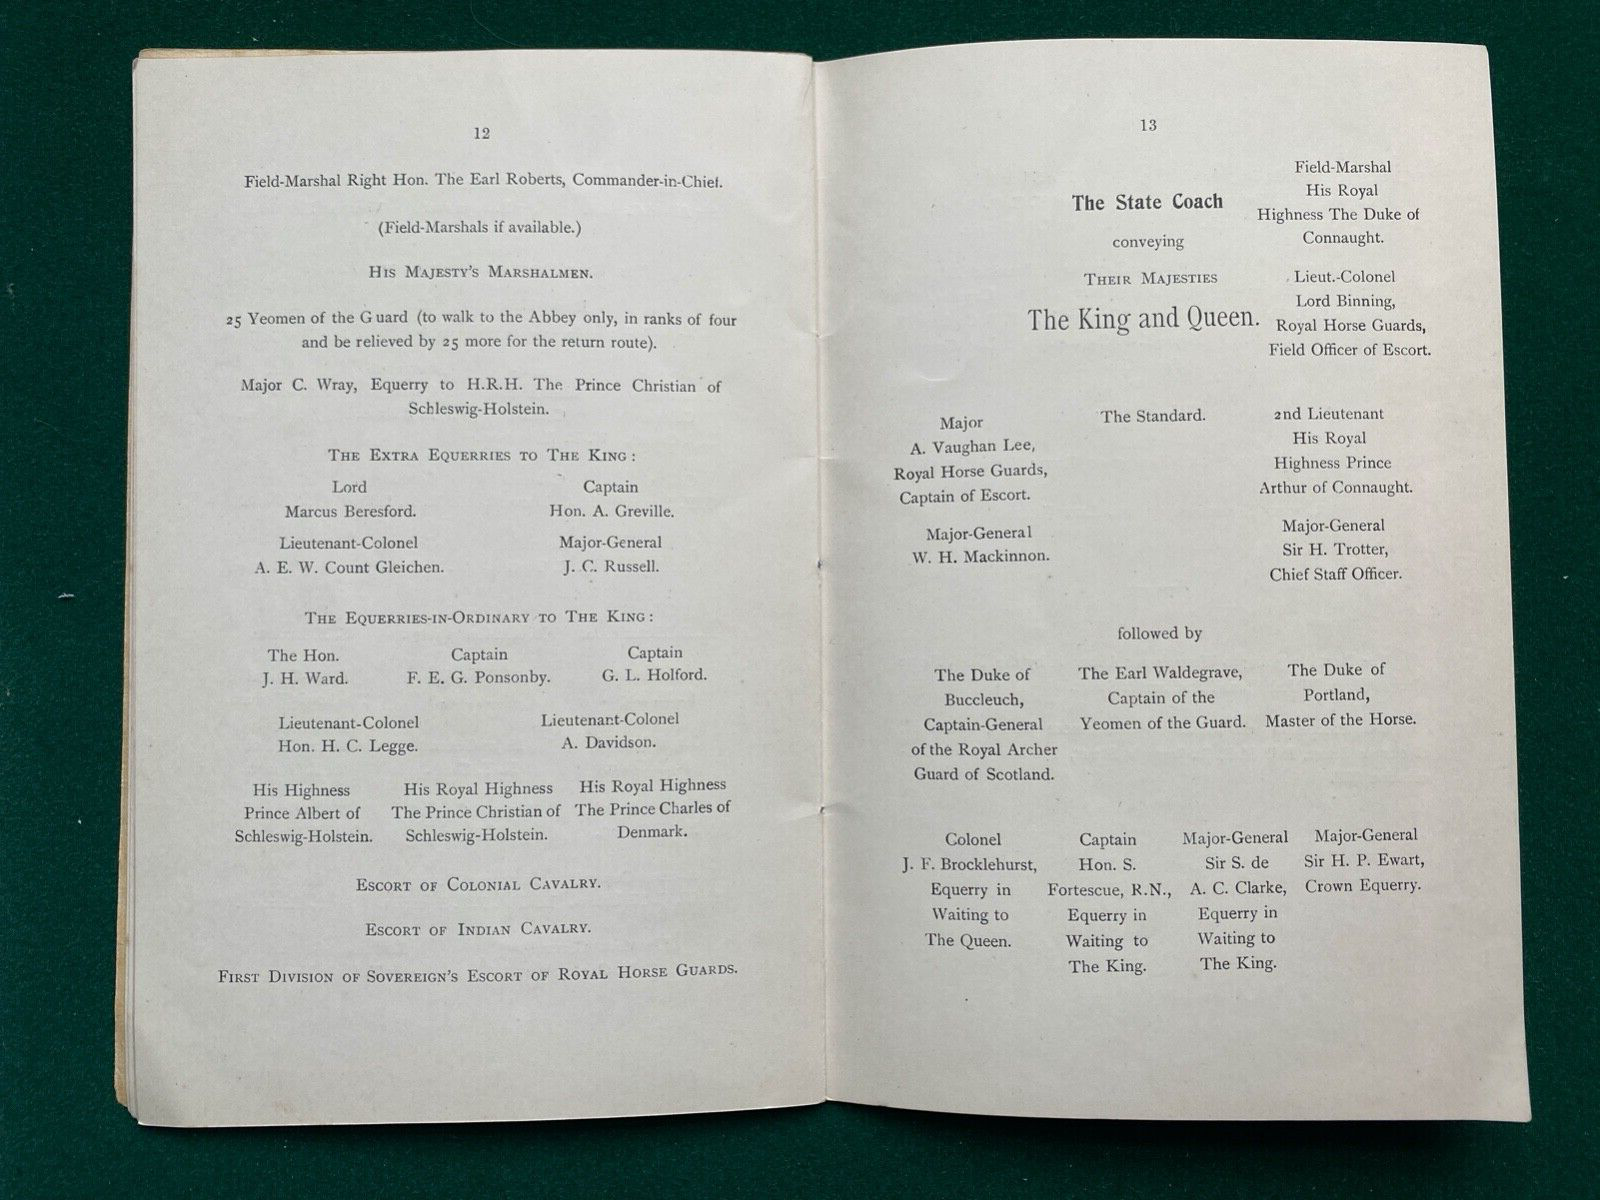 12
Field-Marshal Right Hon. The Earl Roberts, Commander-in-Chief.
(Field-Marshals if available.)
His Majesty's Marshalmen.
25 Yeomen of the Guard (to walk to the Abbey only, in ranks of four
and be relieved by 25 more for the return route).
Major C. Wray, Equerry to H.R.H. The Prince Christian of
Schleswig-Holstein.
The Extra Equerries to The King:
Lord
Marcus Beresford.
Captain
Hon. A. Greville.
Lieutenant-Colonel
A. E. W. Count Gleichen.
Major-General
J. C. Russell.
The Equerries-in-Ordinary to The King:
The Hon.
J. H. Ward.
Captain
F. E. G. Ponsonby.
Captain
G. L. Holford.
Lieutenant-Colonel
Hon. H. C. Legge.
Lieutenant-Colonel
A. Davidson.
His Highness
Prince Albert of
Schleswig-Holstein.
His Royal Highness
The Prince Christian of
Schleswig-Holstein.
His Royal Highness
The Prince Charles of
Denmark.
Escort of Colonial Cavalry.
Escort of Indian Cavalry.
First Division of Sovereign's Escort of Royal Horse Guards.
13
The State Coach
conveying
Their Majesties
The King and Queen.
Field-Marshal
His Royal
Highness The Duke of
Connaught.
Lieut.-Colonel
Lord Binning,
Royal Horse Guards,
Field Officer of Escort.
Major
A. Vaughan Lee,
Royal Horse Guards,
Captain of Escort.
The Standard.
2nd Lieutenant
His Royal
Highness Prince
Arthur of Connaught.
Major-General
W. H. Mackinnon.
Major-General
Sir H. Trotter,
Chief Staff Officer.
followed by
The Duke of
Buccleuch,
Captain-General
of the Royal Archer
Guard of Scotland.
The Earl Waldegrave,
Captain of the
Yeomen of the Guard.
The Duke of
Portland,
Master of the Horse.
Colonel
J. F. Brocklehurst,
Equerry in
Waiting to
The Queen.
Captain
Hon. S.
Fortescue, R.N.,
Equerry in
Waiting to
The King.
Major-General
Sir S. de
A. C. Clarke,
Equerry in
Waiting to
The King.
Major-General
Sir H. P. Ewart,
Crown Equerry.